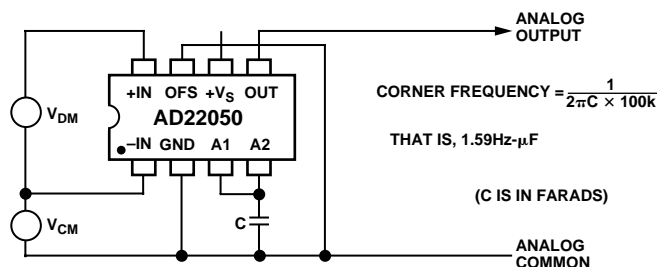 ANALOG
OUTPUT
+IN OFS +VS OUT
AD22050
–IN GND A1 A2
VDM
VCM
C
CORNER FREQUENCY = 1
2πC × 100k
THAT IS, 1.59Hz-μF
(C IS IN FARADS)
ANALOG
COMMON